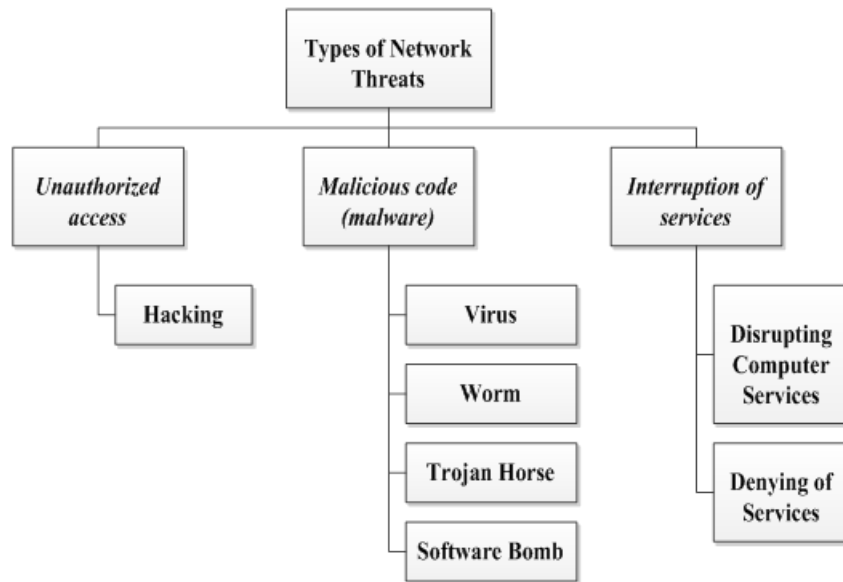 Types of Network
Threats
Unauthorized
access
Malicious code
(malware)
Interruption of
services
Hacking
Virus
Worm
Trojan Horse
Software Bomb
Disrupting
Computer
Services
Denying of
Services